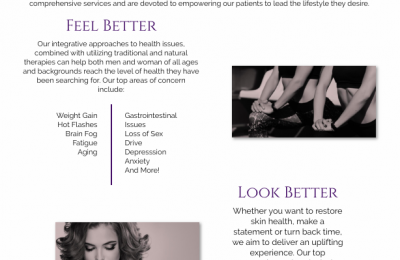 comprehensive services and are devoted to empowering our patients to lead the lifestyle they desire.
Feel Better
Our integrative approaches to health issues,
combined with utilizing traditional and natural
therapies can help both men and woman of all ages
and backgrounds reach the level of health they have
been searching for. Our top areas of concern
include:
Weight Gain
Hot Flashes
Brain Fog
Fatigue
Aging
Gastrointestinal
Issues
Loss of Sex
Drive
Depresssion
Anxiety
And More!
Look Better
Whether you want to restore
skin health, make a
statement or turn back time,
we aim to deliver an uplifting
experience. Our top